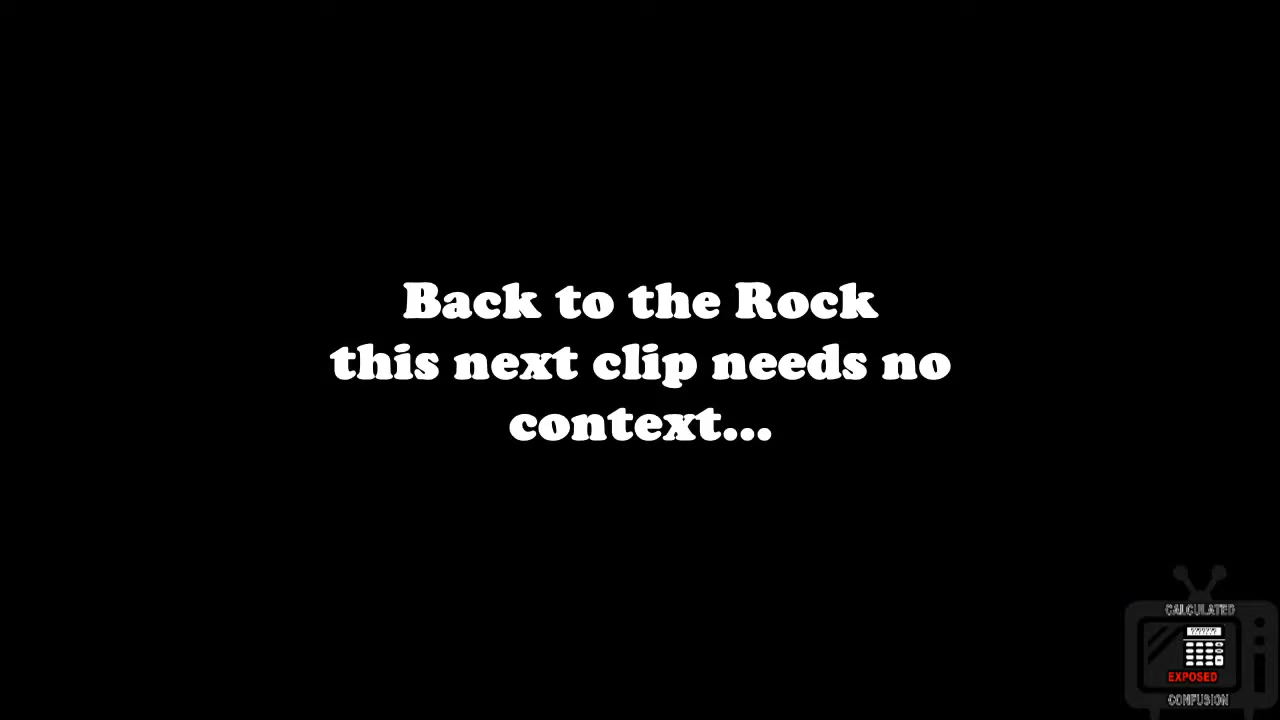 Back to the Rock
this next clip needs no
context...
CALCULATED
EXPOSED
CONFUSION